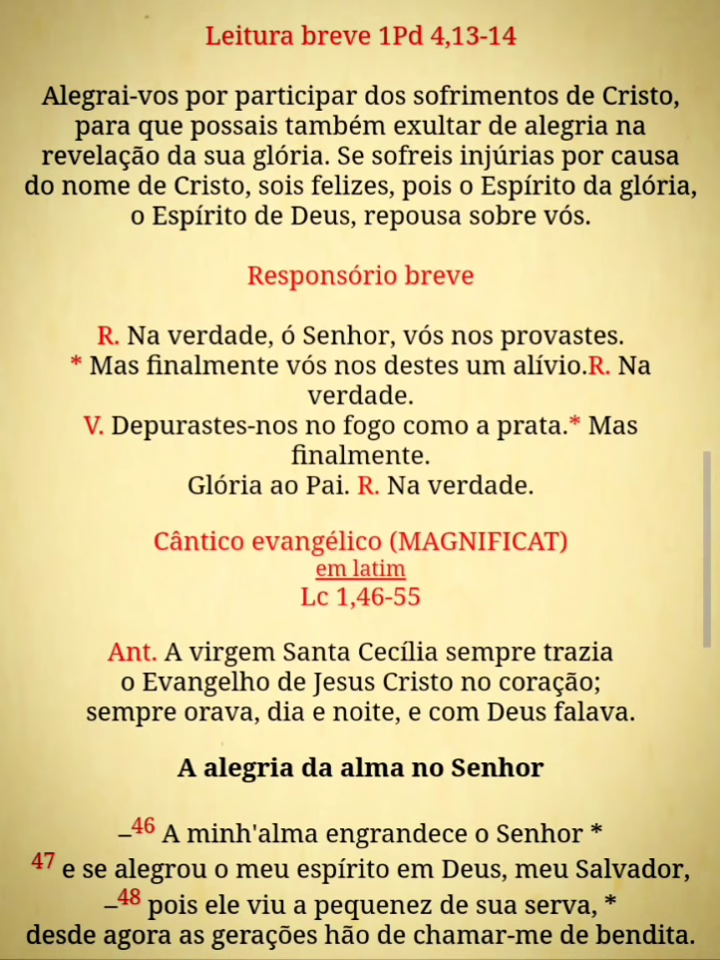 Leitura breve 1Pd 4,13-14
Alegrai-vos por participar dos sofrimentos de Cristo,
para que possais também exultar de alegria na
revelação da sua glória. Se sofreis injúrias por causa
do nome de Cristo, sois felizes, pois o Espírito da glória,
o Espírito de Deus, repousa sobre vós.
Responsório breve
R. Na verdade, ó Senhor, vós nos provastes.
* Mas finalmente vós nos destes um alívio.R. Na
verdade.
V. Depurastes-nos no fogo como a prata.* Mas
finalmente.
Glória ao Pai. R. Na verdade.
Cântico evangélico (MAGNIFICAT)
em latim
Lc 1,46-55
Ant. A virgem Santa Cecília sempre trazia
o Evangelho de Jesus Cristo no coração;
sempre orava, dia e noite, e com Deus falava.
A alegria da alma no Senhor
–46 A minh'alma engrandece o Senhor *
47 e se alegrou o meu espírito em Deus, meu Salvador,
–48 pois ele viu a pequenez de sua serva, *
desde agora as gerações hão de chamar-me de bendita.